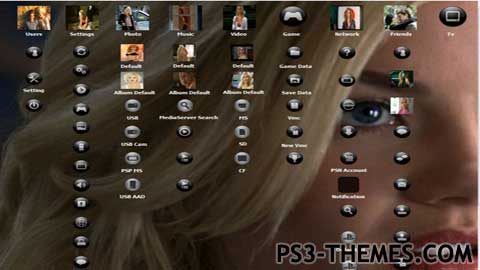 Users Settings Photo Music Video Game Network Friends Tv
Default Default Default Game Data
Setting Album Default Album Default Album Default Save Data
USB MediaServer Search MS Vmc
USB Cam SD New Vmc
PSP MS CF PSN Account
USB AAD Notification
PS3-THEMES.COM